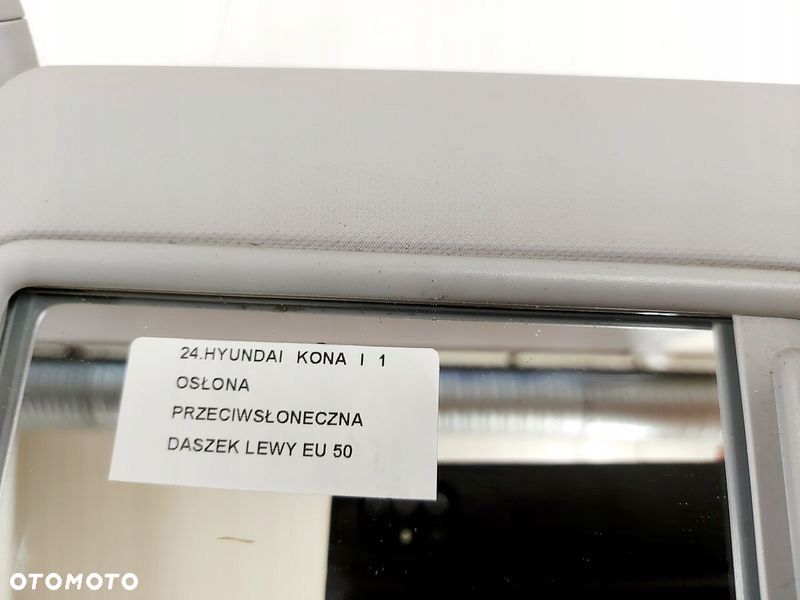 24.HYUNDAI KONA I 1
OSŁONA
PRZECIWSŁONECZNA
DASZEK LEWY EU 50
OTOMOTO